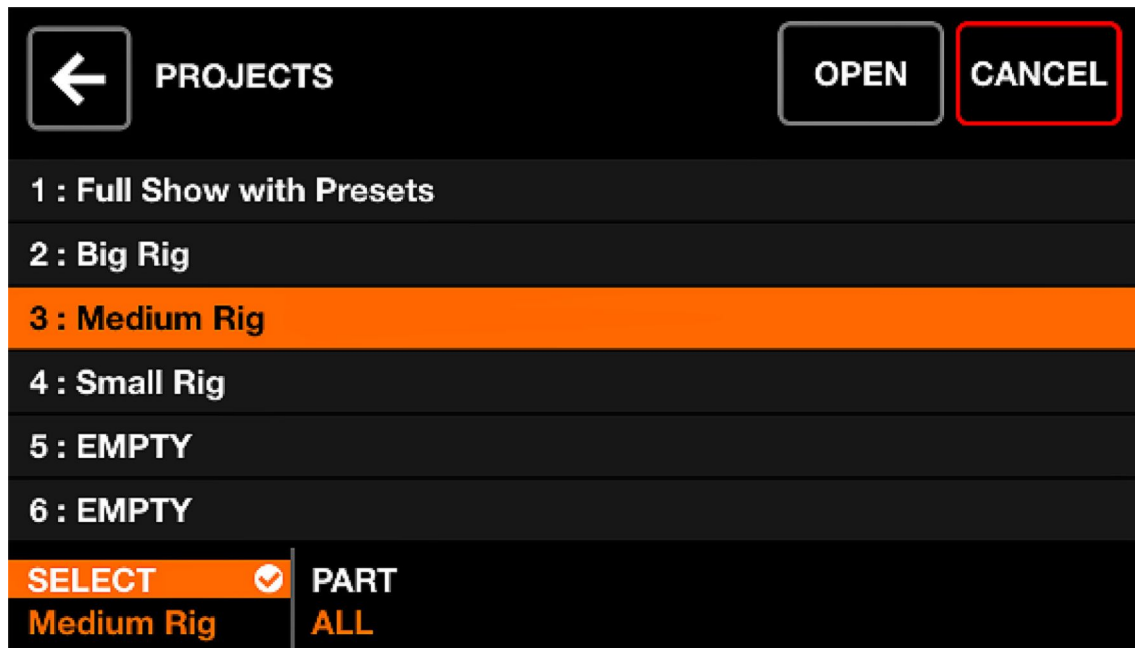 PROJECTS
OPEN
CANCEL
1 : Full Show with Presets
2 : Big Rig
3 : Medium Rig
4 : Small Rig
5 : EMPTY
6 : EMPTY
SELECT
PART
Medium Rig
ALL